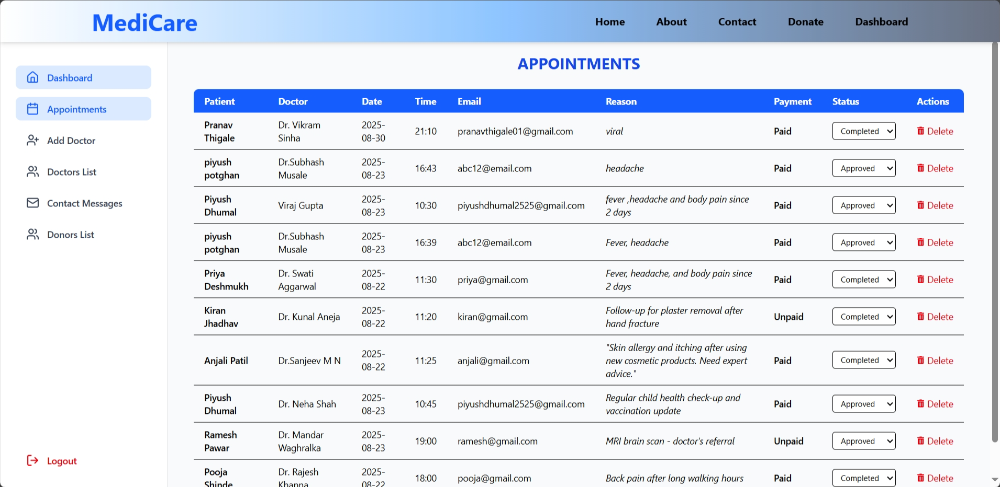 MediCare
Home About Contact Donate Dashboard
Dashboard
Appointments
Add Doctor
Doctors List
Contact Messages
Donors List
Logout
APPOINTMENTS
Patient Doctor Date Time Email Reason Payment Status Actions
Pranav Dr. Vikram 2025-
Thigale Sinha 08-30 21:10 pranavthigale01@gmail.com viral Paid Completed Delete
piyush Dr.Subhash 2025-
potghan Musale 08-23 16:43 abc12@email.com headache Paid Approved Delete
Piyush 2025- fever ,headache and body pain since
Dhumal Viraj Gupta 08-23 10:30 piyushdhumal2525@gmail.com 2 days Paid Approved Delete
piyush Dr.Subhash 2025-
potghan Musale 08-23 16:39 abc12@email.com Fever, headache Paid Approved Delete
Priya Dr. Swati 2025- Fever, headache, and body pain since
Deshmukh Aggarwal 08-22 11:30 priya@gmail.com 2 days Paid Completed Delete
Kiran 2025- Follow-up for plaster removal after
Jhadhav Dr. Kunal Aneja 08-22 11:20 kiran@gmail.com hand fracture Unpaid Completed Delete
"Skin allergy and itching after using
2025-
Anjali Patil Dr.Sanjeev M N 08-22 11:25 anjali@gmail.com new cosmetic products. Need expert Paid Completed Delete
advice."
Piyush 2025- Regular child health check-up and
Dhumal Dr. Neha Shah 08-23 10:45 piyushdhumal2525@gmail.com vaccination update Paid Approved Delete
Ramesh Dr. Mandar 2025-
Pawar Waghralka 08-23 19:00 ramesh@gmail.com MRI brain scan - doctor's referral Unpaid Approved Delete
Pooja Dr. Rajesh 2025-
Shinde Khanna 08-22 18:00 pooja@gmail.com Back pain after long walking hours Paid Completed Delete